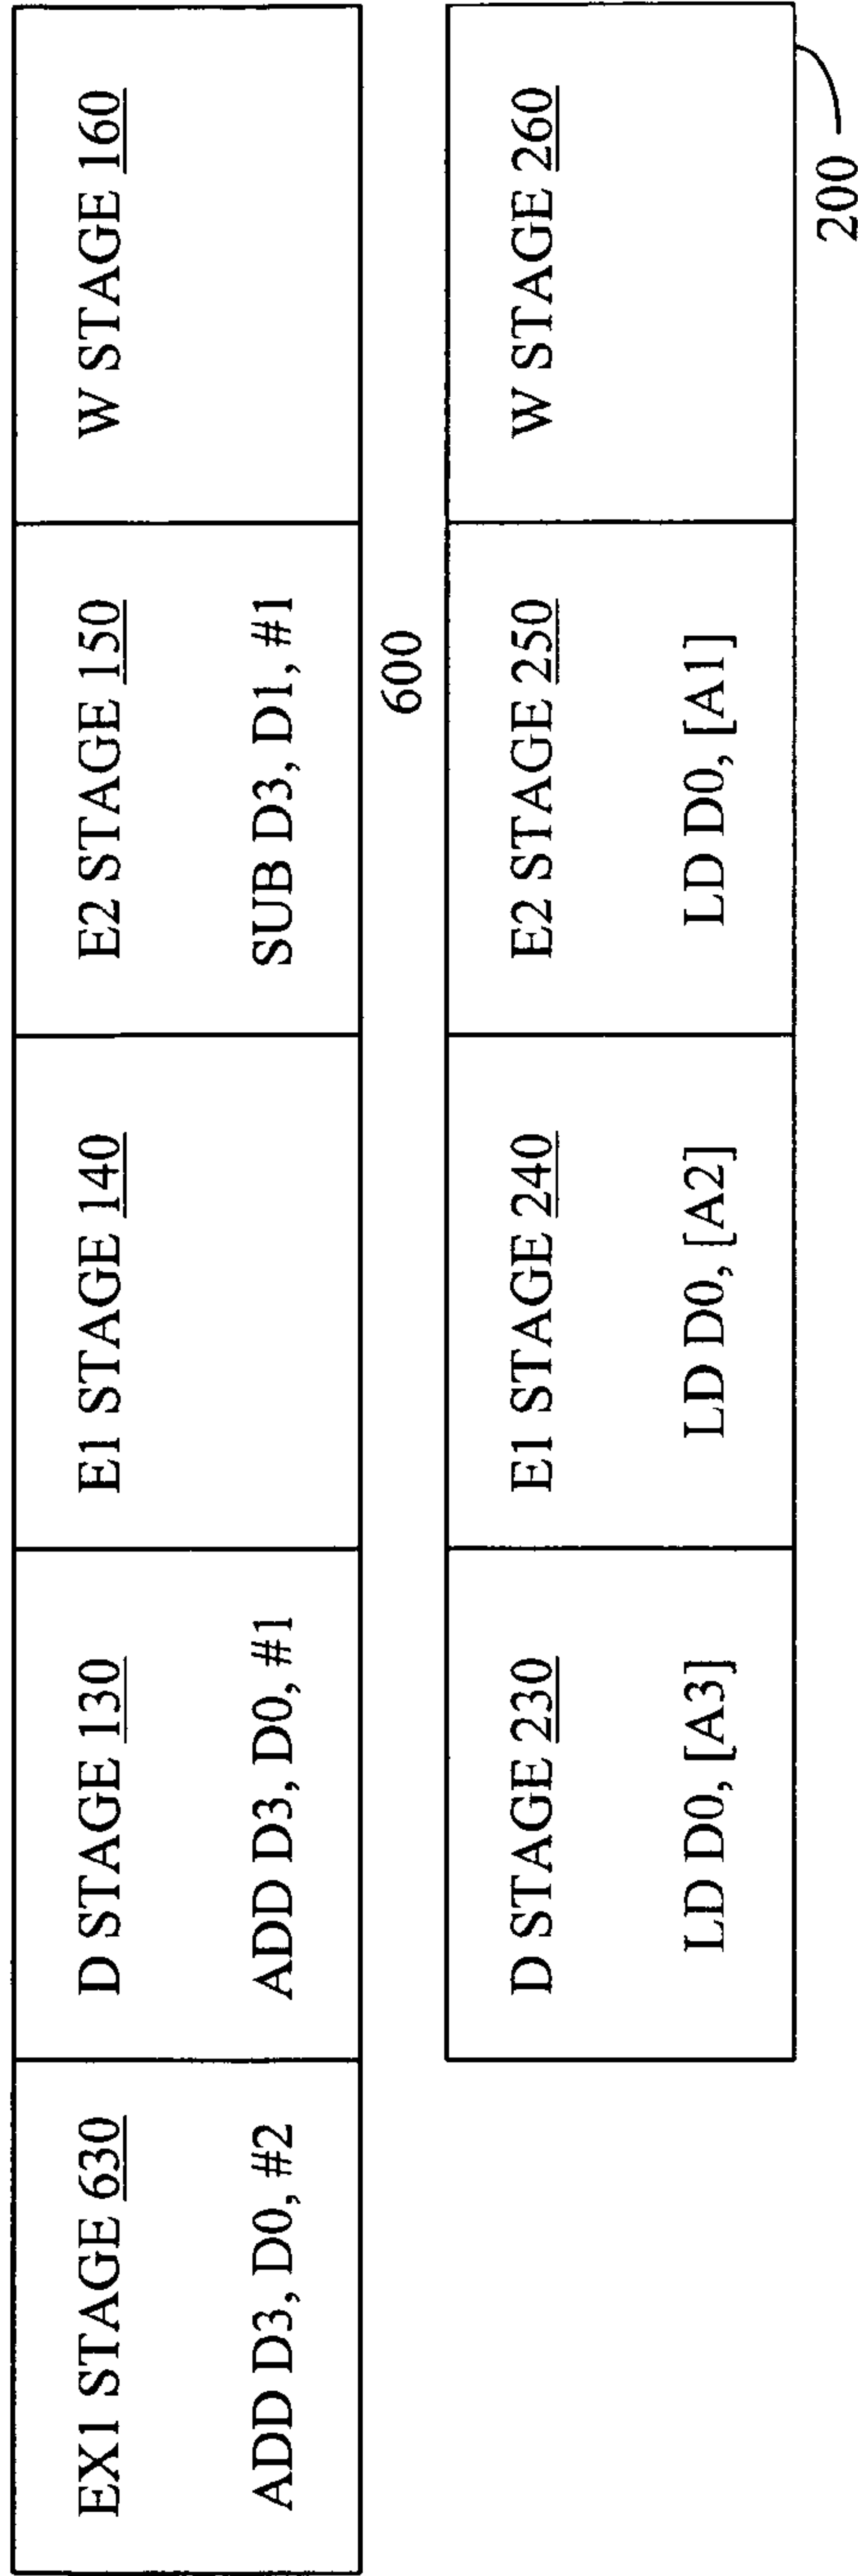 EX1 STAGE 630
ADD D3, D0, #2
D STAGE 130
ADD D3, D0, #1
E1 STAGE 140
E2 STAGE 150
SUB D3, D1, #1
W STAGE 160
600
D STAGE 230
LD D0, [A3]
E1 STAGE 240
LD D0, [A2]
E2 STAGE 250
LD D0, [A1]
W STAGE 260
200